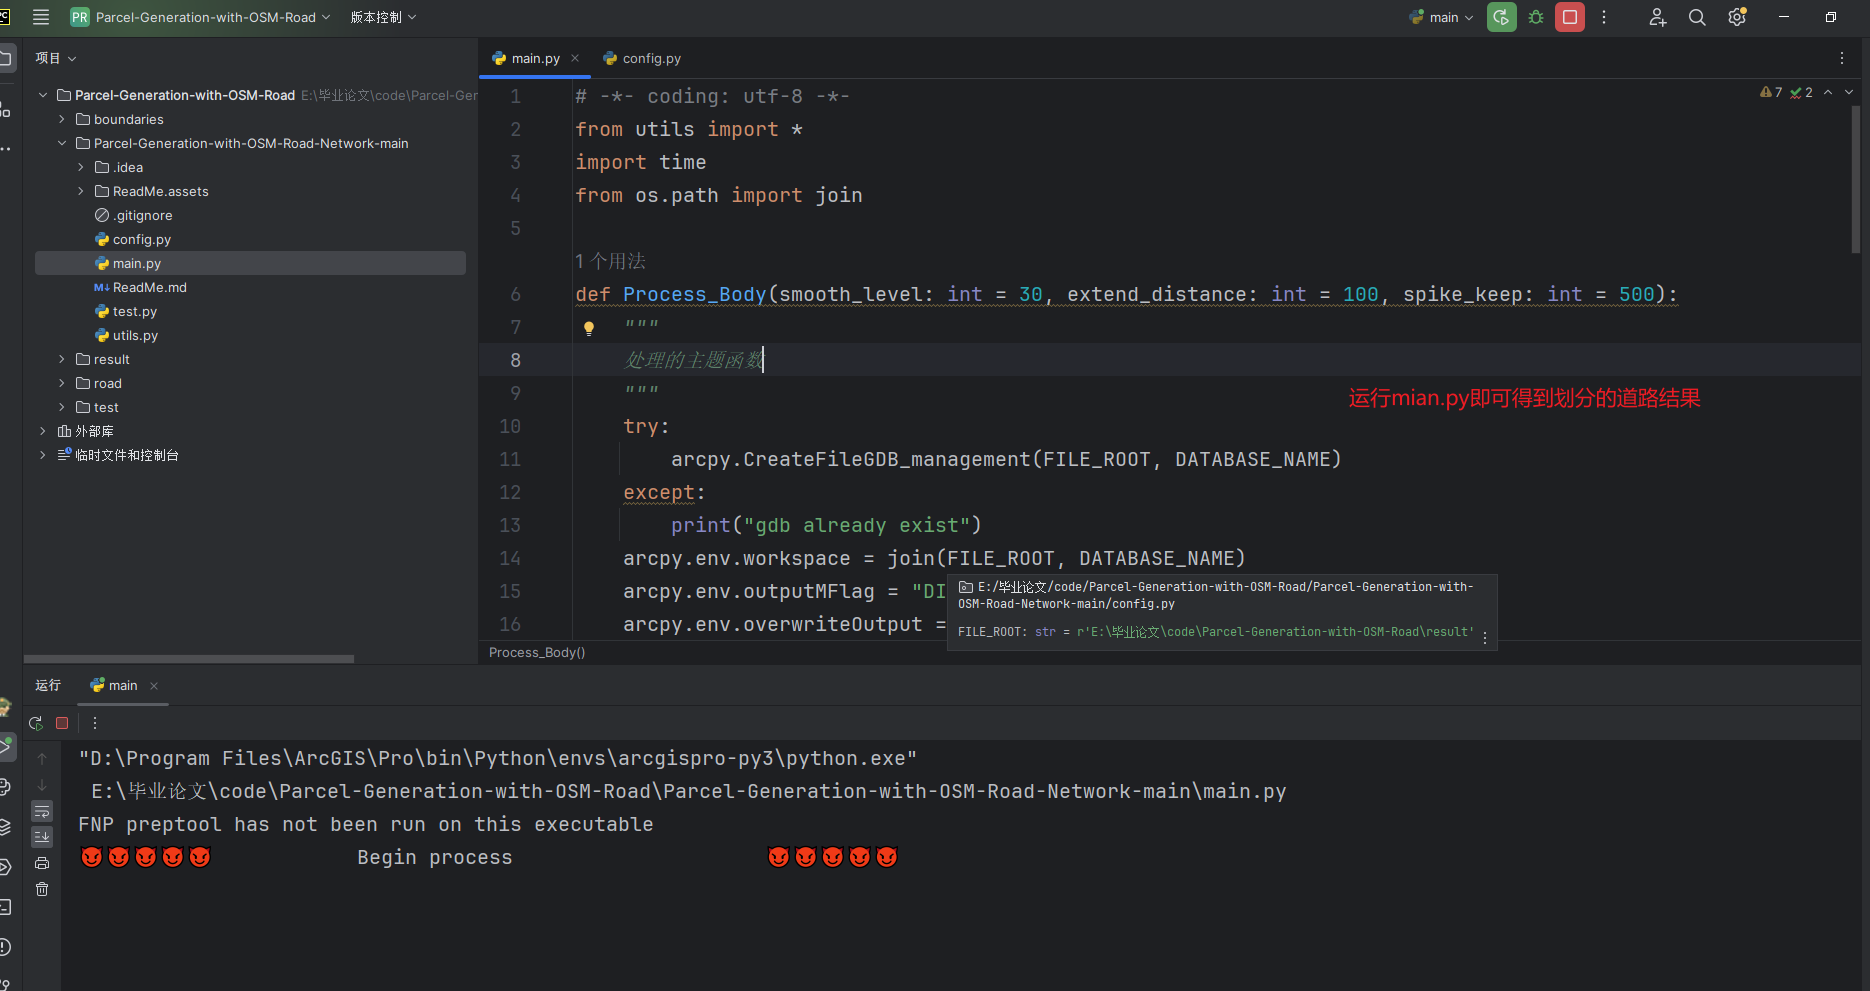 PC
PR Parcel-Generation-with-OSM-Road 版本控制 main
项目
main.py config.py
Parcel-Generation-with-OSM-Road E:\毕业论文\code\Parcel-Ger
boundaries
Parcel-Generation-with-OSM-Road-Network-main
.idea
ReadMe.assets
.gitignore
config.py
main.py
M↓ ReadMe.md
test.py
utils.py
result
road
test
外部库
临时文件和控制台
7 2
1 # -*- coding: utf-8 -*-
2 from utils import *
3 import time
4 from os.path import join
5
1 个用法
6 def Process_Body(smooth_level: int = 30, extend_distance: int = 100, spike_keep: int = 500):
7 """
8 处理的主题函数
9 """
运行mian.py即可得到划分的道路结果
10 try:
11 arcpy.CreateFileGDB_management(FILE_ROOT, DATABASE_NAME)
12 except:
13 print("gdb already exist")
14 arcpy.env.workspace = join(FILE_ROOT, DATABASE_NAME)
15 arcpy.env.outputMFlag = "DI
16 arcpy.env.overwriteOutput =
E:/毕业论文/code/Parcel-Generation-with-OSM-Road/Parcel-Generation-with-
OSM-Road-Network-main/config.py
FILE_ROOT: str = r'E:\毕业论文\code\Parcel-Generation-with-OSM-Road\result'
Process_Body()
运行 main
"D:\Program Files\ArcGIS\Pro\bin\Python\envs\arcgispro-py3\python.exe"
E:\毕业论文\code\Parcel-Generation-with-OSM-Road\Parcel-Generation-with-OSM-Road-Network-main\main.py
FNP preptool has not been run on this executable
😈😈😈😈😈 Begin process 😈😈😈😈😈